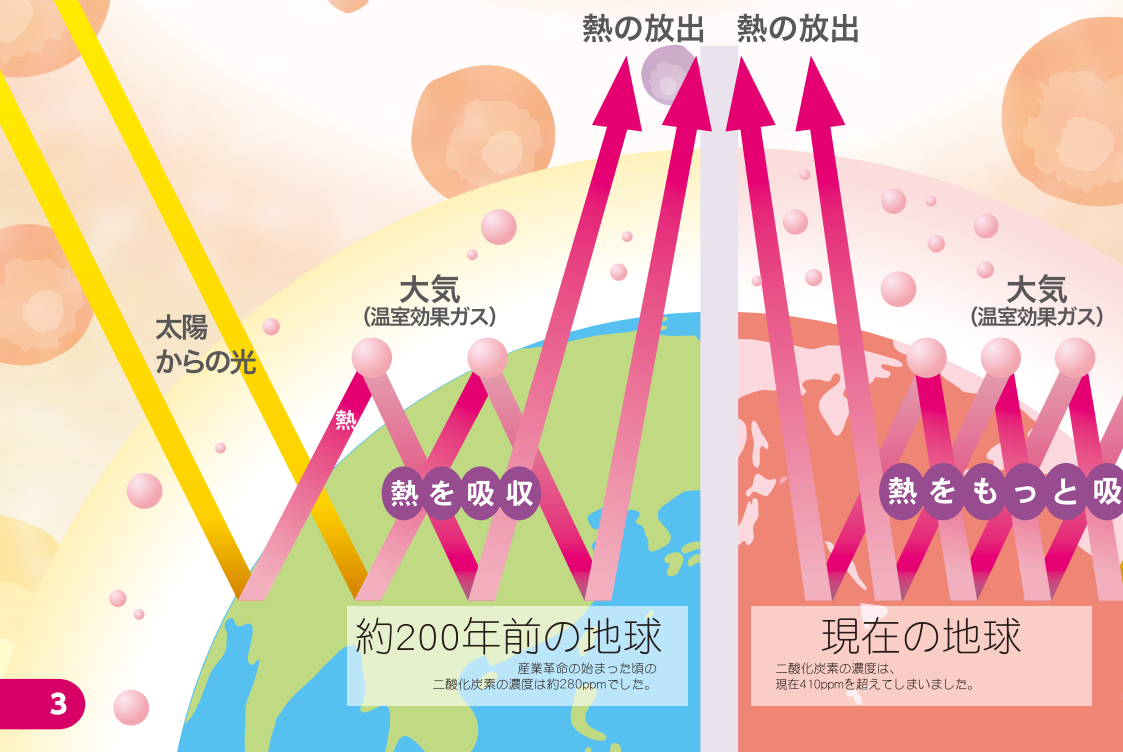 熱の放出
熱の放出
大気
（温室効果ガス）
大気
（温室効果ガス）
太陽
からの光
熱
熱を吸収
熱をもっと吸
約200年前の地球
産業革命の始まった頃の
二酸化炭素の濃度は約280ppmでした。
現在の地球
二酸化炭素の濃度は、
現在410ppmを超えてしまいました。
3